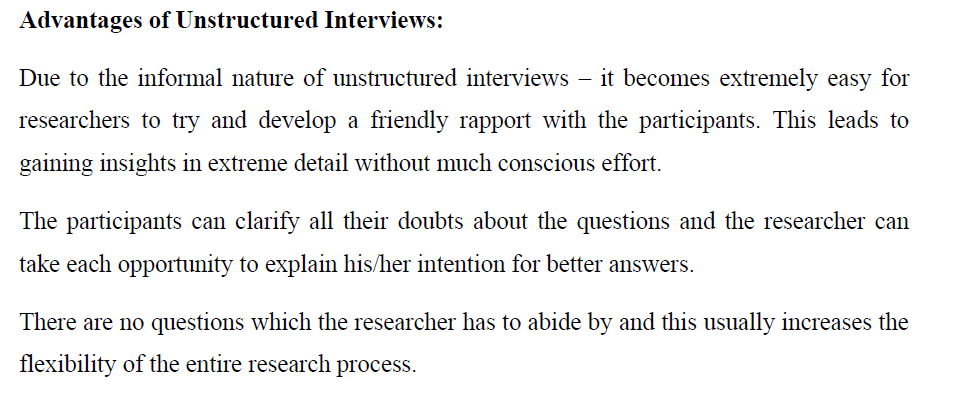 Advantages of Unstructured Interviews:
Due to the informal nature of unstructured interviews – it becomes extremely easy for
researchers to try and develop a friendly rapport with the participants. This leads to
gaining insights in extreme detail without much conscious effort.
The participants can clarify all their doubts about the questions and the researcher can
take each opportunity to explain his/her intention for better answers.
There are no questions which the researcher has to abide by and this usually increases the
flexibility of the entire research process.